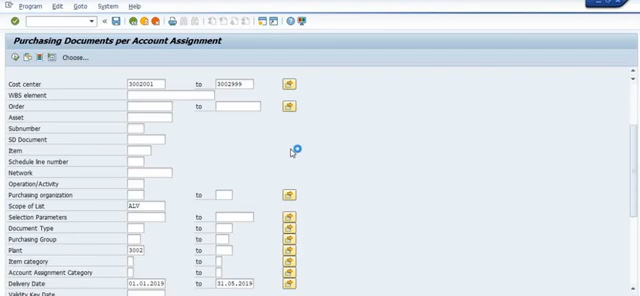 Program Edit Goto System Help
Purchasing Documents per Account Assignment
Choose...
Cost center 3002001 to 3002999
WBS element
Order to
Asset
Subnumber
SD Document
Item
Schedule line number
Network
Operation/Activity
Purchasing organization to
Scope of List ALV
Selection Parameters to
Document Type to
Purchasing Group to
Plant 3002 to
Item category to
Account Assignment Category to
Delivery Date 01.01.2019 to 31.05.2019
Validity Key Date